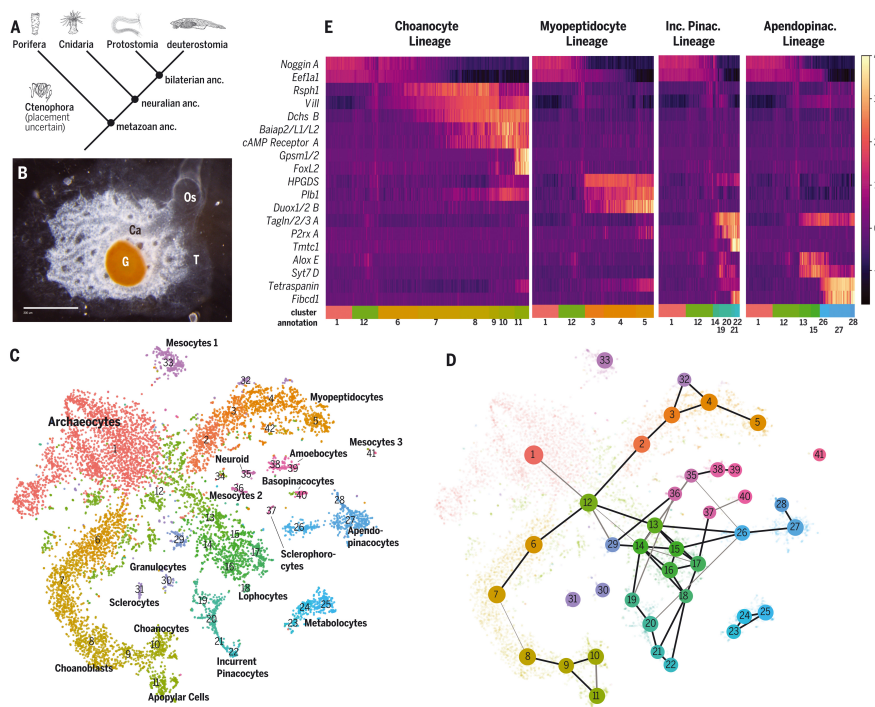 A
Porifera Cnidaria Protostomia deuterostomia
bilaterian anc.
neuralian anc.
Ctenophora
(placement
uncertain)
metazoan anc.
B
Os
Ca
G
T
E
Choanocyte
Lineage
Myopeptidocyte
Lineage
Inc. Pinac.
Lineage
Apendopinac.
Lineage
Noggin A
Eef1a1
Rsph1
Vill
Dchs B
Baiap2/L1/L2
cAMP Receptor A
Gpsm1/2
FoxL2
HPGDS
Plb1
Duox1/2 B
Tagln/2/3 A
P2rx A
Tmtc1
Alox E
Syt7 D
Tetraspanin
Fibcd1
cluster
annotation
1 12 6 7 8 9 10 11
1 12 3 4 5
1 12 14 20 22
19 21
1 12 13 26 28
15 27
C
Mesocytes 1
33
32
Myopeptidocytes
4
3
5
42
2
Archaeocytes
1
Mesocytes 3
41
Neuroid
34
35
Amoebocytes
38
39
Basopinacocytes
36
40
12
Mesocytes 2
37
28
27
Apendo-
pinacocytes
26
13
6
29
15
14
17
16
Sclerophoro-
cytes
Granulocytes
30
7
31
Sclerocytes
18
Lophocytes
19
24
25
23
Metabolocytes
20
Choanocytes
10
8
9
21
22
Incurrent
Pinacocytes
Choanoblasts
11
Apopylar Cells
D
33
32
4
3
5
2
1
41
35
38
39
36
40
12
37
28
13
26
27
6
29
14
15
17
16
7
31
30
19
18
24
25
20
23
8
9
10
21
22
11